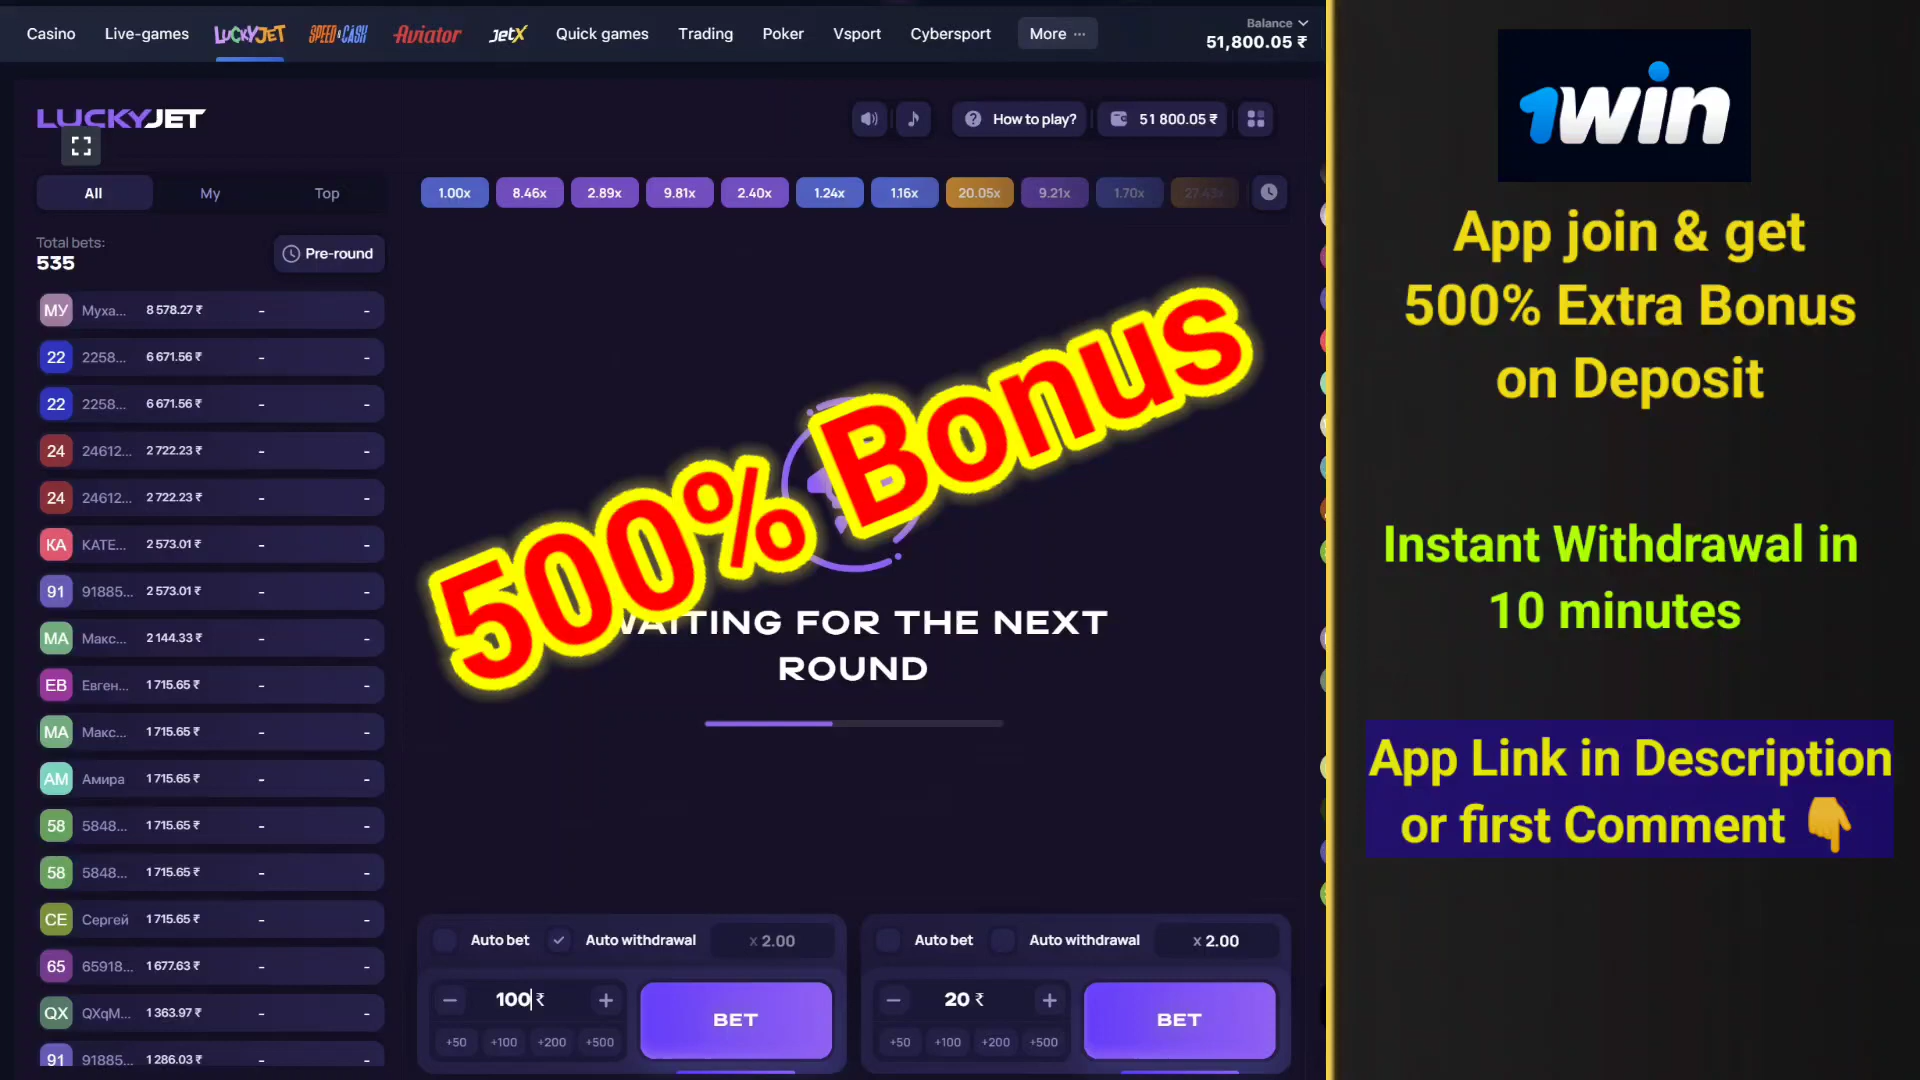 Casino
Live-games
LUCKYJET
SPEED & CASH
Aviator
JetX
Quick games
Trading
Poker
Vsport
Cybersport
More ···
Balance
51,800.05 ₹
LUCKYJET
How to play?
51 800.05 ₹
All
My
Top
1.00x
8.46x
2.89x
9.81x
2.40x
1.24x
1.16x
20.05x
9.21x
1.70x
27.43x
Total bets:
535
Pre-round
МУ Муха... 8 578.27 ₹ - -
22 2258... 6 671.56 ₹ - -
22 2258... 6 671.56 ₹ - -
24 24612... 2 722.23 ₹ - -
24 24612... 2 722.23 ₹ - -
KA KATE... 2 573.01 ₹ - -
91 91885... 2 573.01 ₹ - -
МА Макс... 2 144.33 ₹ - -
ЕВ Евген... 1 715.65 ₹ - -
МА Макс... 1 715.65 ₹ - -
АМ Амира 1 715.65 ₹ - -
58 5848... 1 715.65 ₹ - -
58 5848... 1 715.65 ₹ - -
СЕ Сергей 1 715.65 ₹ - -
65 65918... 1 677.63 ₹ - -
QX QXqM... 1 363.97 ₹ - -
91 91885... 1 286.03 ₹ - -
500% Bonus
WAITING FOR THE NEXT
ROUND
Auto bet
Auto withdrawal
x 2.00
− 100 ₹ +
+50 +100 +200 +500
BET
Auto bet
Auto withdrawal
x 2.00
− 20 ₹ +
+50 +100 +200 +500
BET
1win
App join & get
500% Extra Bonus
on Deposit
Instant Withdrawal in
10 minutes
App Link in Description
or first Comment 👇